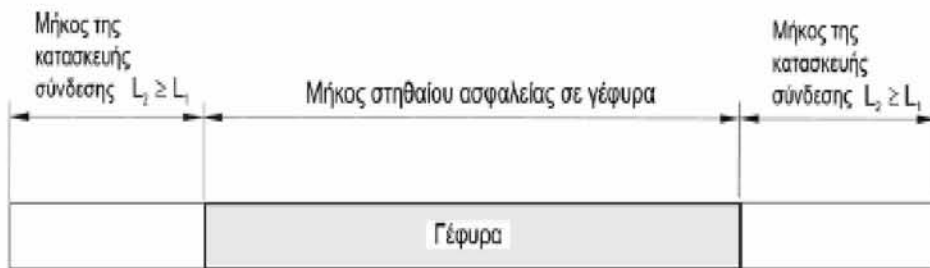 Μήκος της
κατασκευής
σύνδεσης L₂ ≥ L₁
Μήκος στηθαίου ασφαλείας σε γέφυρα
Μήκος της
κατασκευής
σύνδεσης L₂ ≥ L₁
Γέφυρα